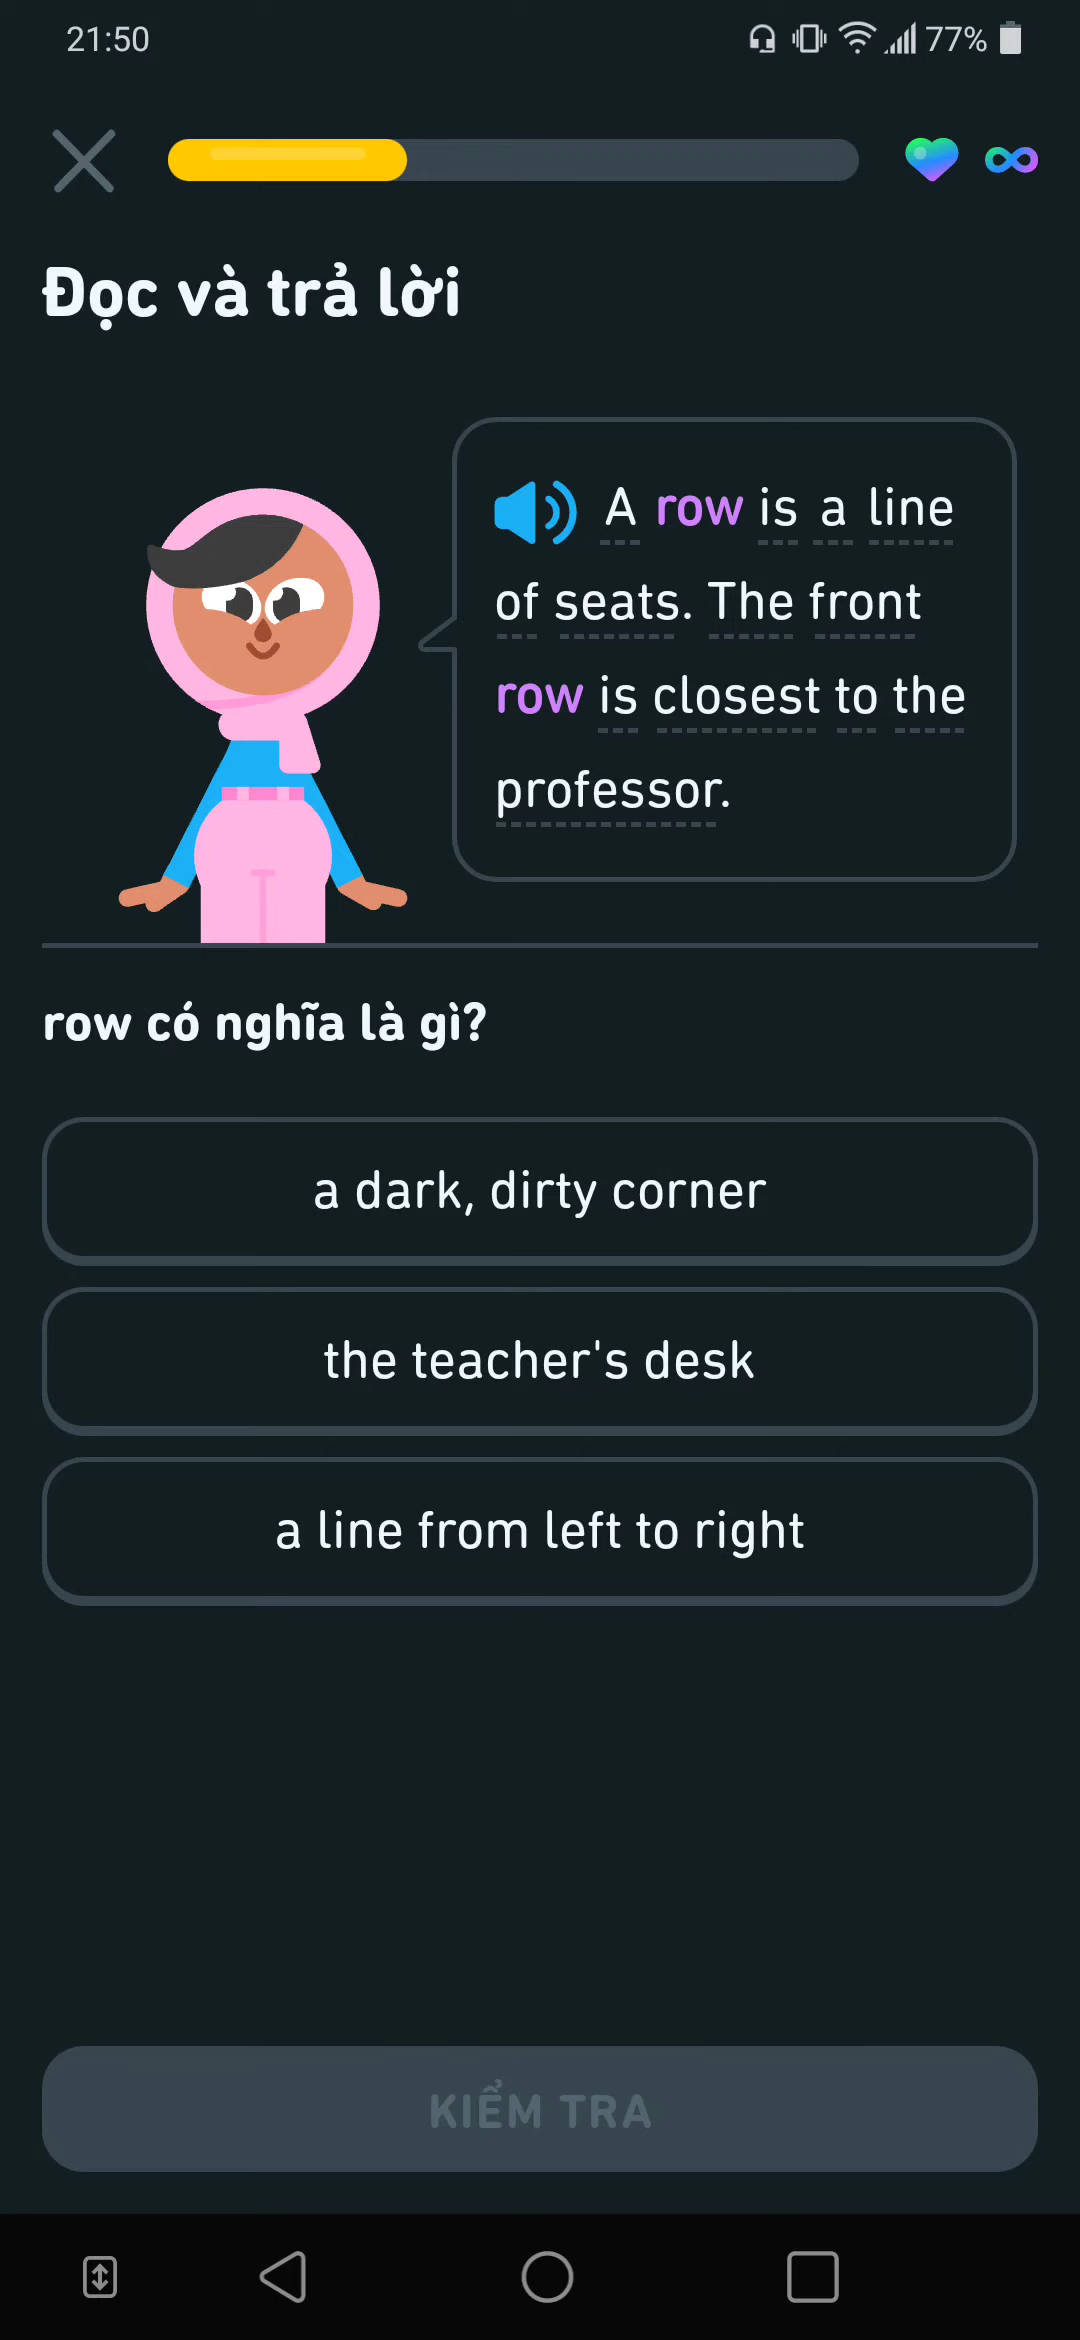 21:50
77%
Đọc và trả lời
A row is a line
of seats. The front
row is closest to the
professor.
row có nghĩa là gì?
a dark, dirty corner
the teacher's desk
a line from left to right
KIỂM TRA